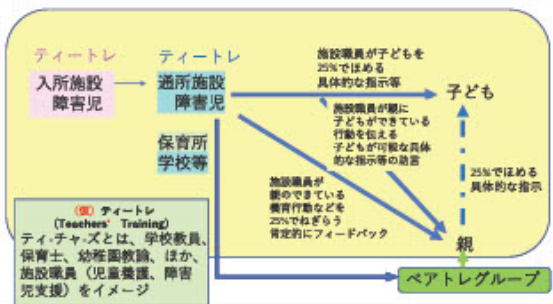 ティートレ
入所施設
障害児
ティートレ
通所施設
障害児
保育所
学校等
施設職員が子どもを
25%でほめる
具体的な指示等
子ども
施設職員が親に
子どもができている
行動を伝える
子どもが可能な具体
的な指示等の助言
25%でほめる
具体的な指示
施設職員が
親のできている
養育行動などを
25%でねぎらう
肯定的にフィードバック
親
ペアトレグループ
(仮) ティートレ
(Teachers' Training)
ティ-チャ-ズとは、学校教員、
保育士、幼稚園教諭、ほか、
施設職員（児童養護、障害
児支援）をイメージ